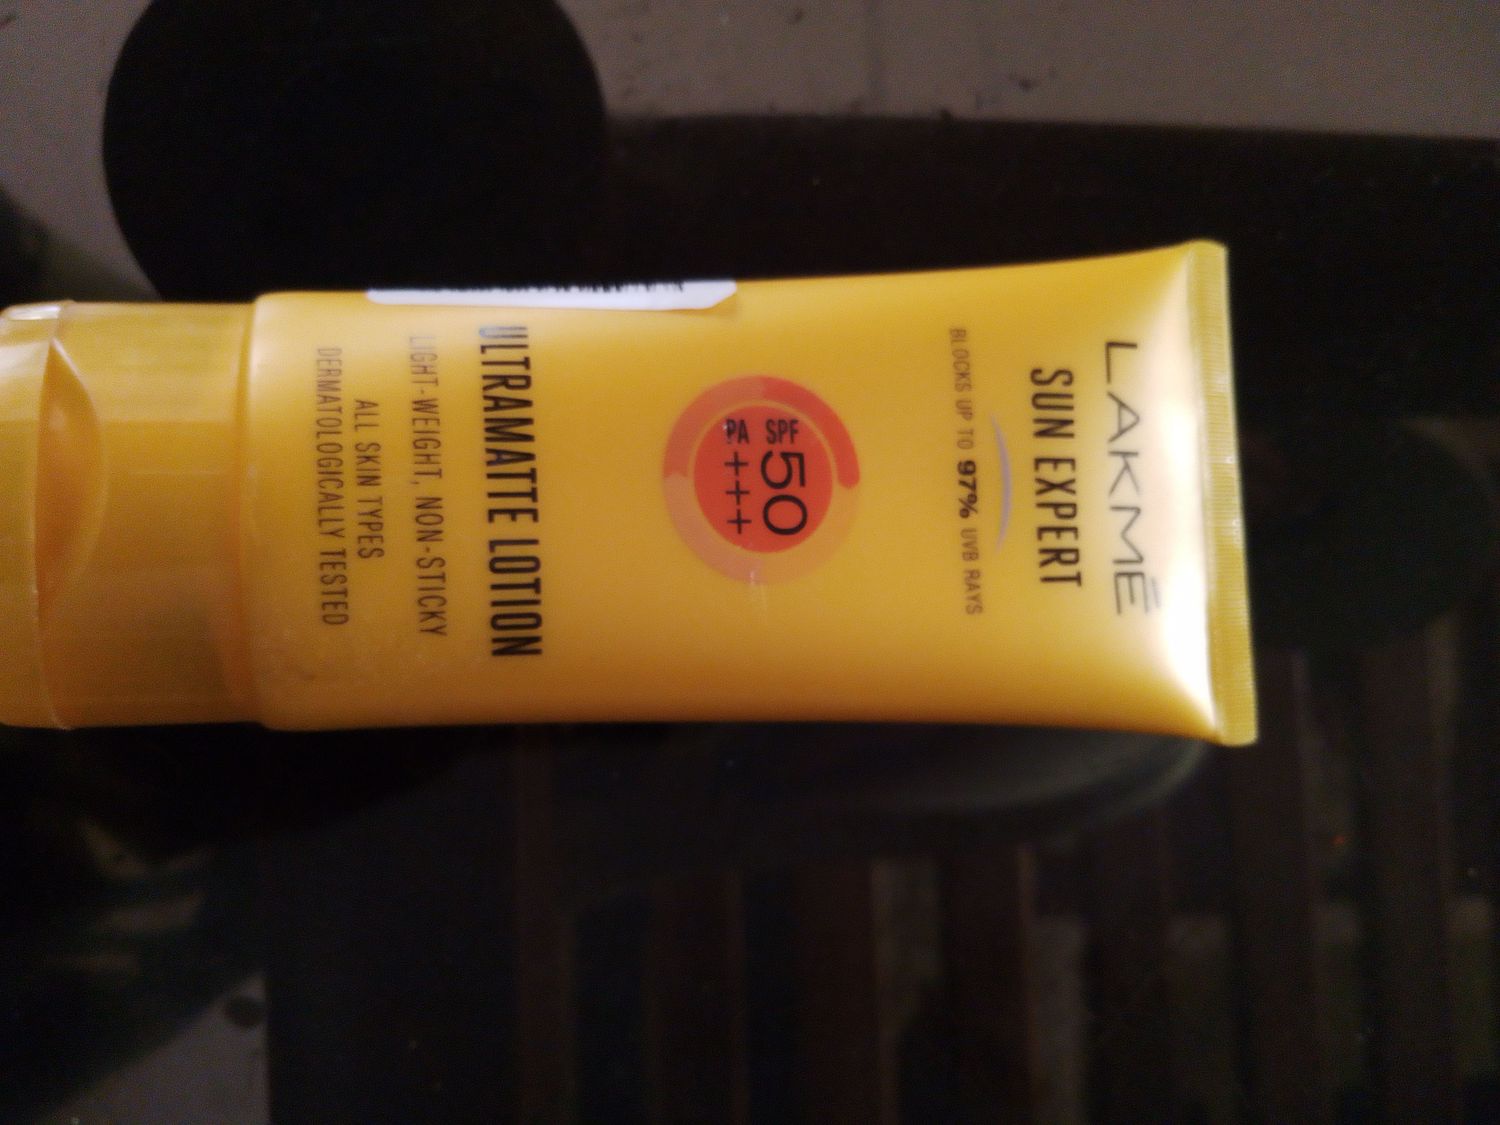 LAKMĒ
SUN EXPERT
BLOCKS UP TO 97% UVB RAYS
SPF 50
PA +++
ULTRAMATTE LOTION
LIGHT-WEIGHT, NON-STICKY
ALL SKIN TYPES
DERMATOLOGICALLY TESTED